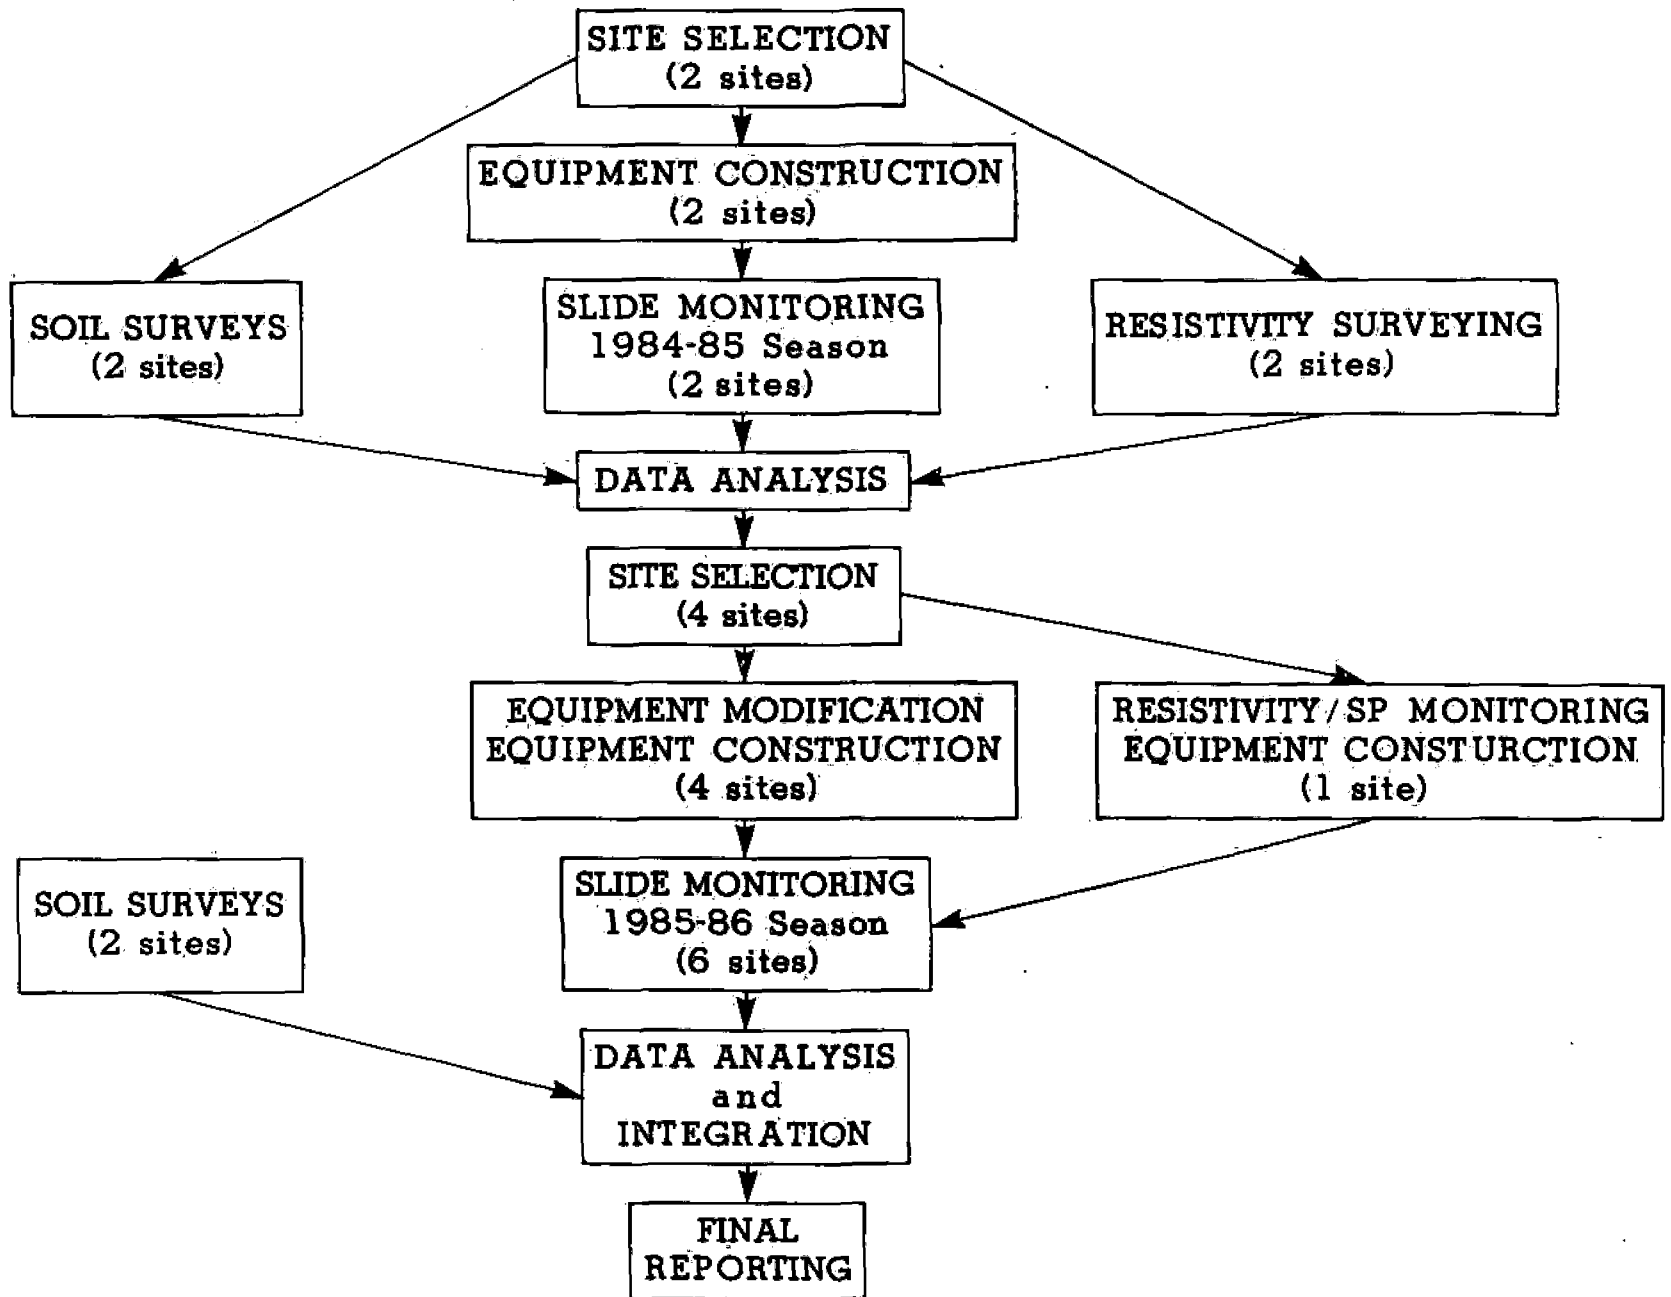 SITE SELECTION
(2 sites)
EQUIPMENT CONSTRUCTION
(2 sites)
SOIL SURVEYS
(2 sites)
SLIDE MONITORING
1984-85 Season
(2 sites)
RESISTIVITY SURVEYING
(2 sites)
DATA ANALYSIS
SITE SELECTION
(4 sites)
EQUIPMENT MODIFICATION
EQUIPMENT CONSTRUCTION
(4 sites)
RESISTIVITY/SP MONITORING
EQUIPMENT CONSTURCTION
(1 site)
SOIL SURVEYS
(2 sites)
SLIDE MONITORING
1985-86 Season
(6 sites)
DATA ANALYSIS
and
INTEGRATION
FINAL
REPORTING